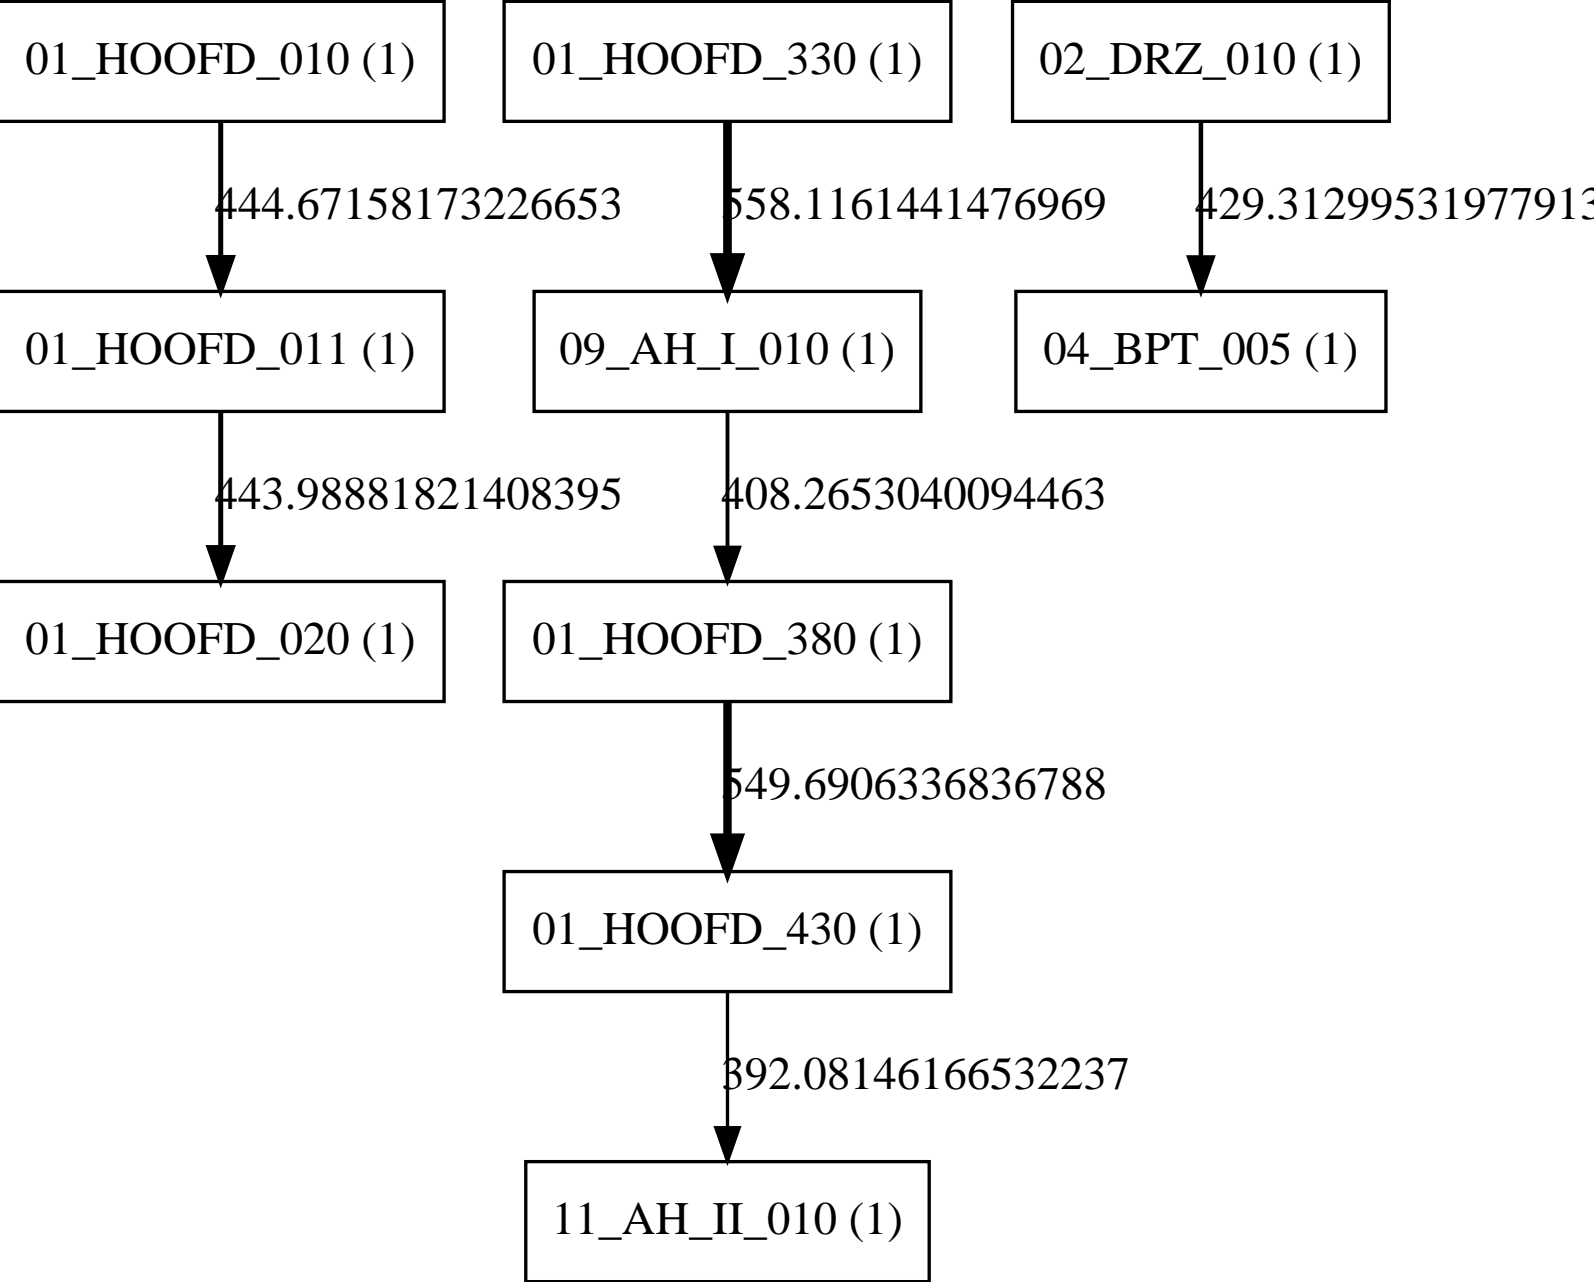 01_HOOFD_010 (1)
01_HOOFD_330 (1)
02_DRZ_010 (1)
444.67158173226653
558.1161441476969
429.31299531977913
01_HOOFD_011 (1)
09_AH_I_010 (1)
04_BPT_005 (1)
443.98881821408395
408.2653040094463
01_HOOFD_020 (1)
01_HOOFD_380 (1)
549.6906336836788
01_HOOFD_430 (1)
392.08146166532237
11_AH_II_010 (1)